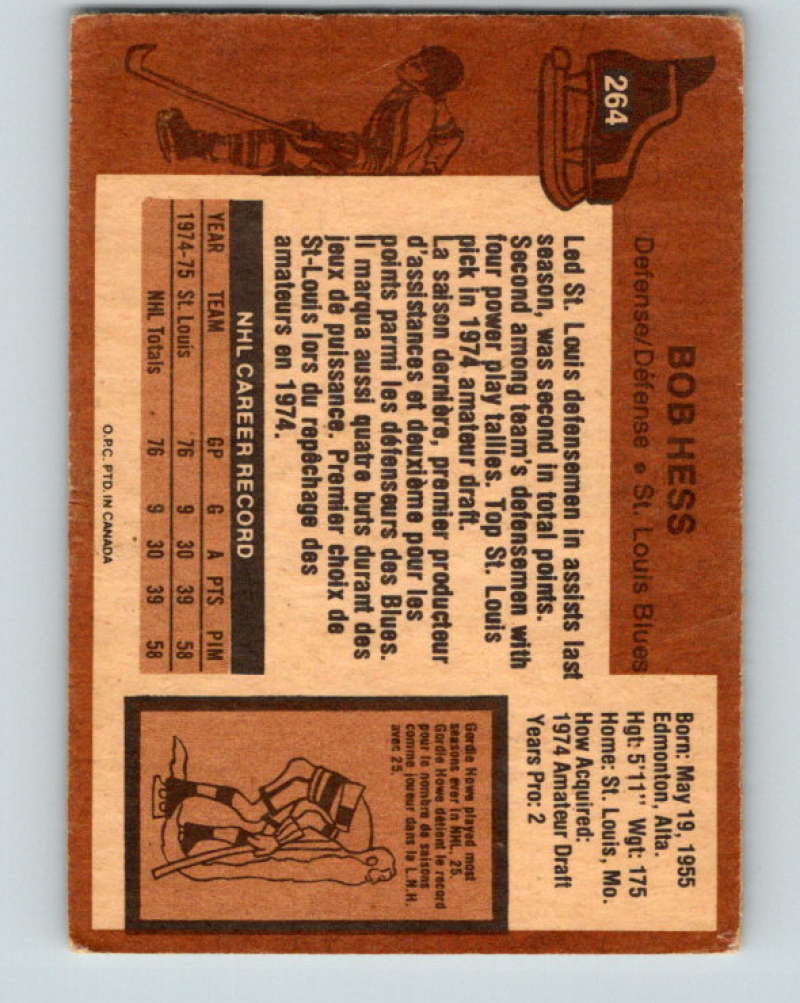 264
BOB HESS
Defense/Défense • St. Louis Blues
Born: May 19, 1955
Edmonton, Alta.
Hgt: 5'11" Wgt: 175
Home: St. Louis, Mo.
How Acquired:
1974 Amateur Draft
Years Pro: 2
Led St. Louis defensemen in assists last
season, was second in total points.
Second among team's defensemen with
four power play tallies. Top St. Louis
pick in 1974 amateur draft.
La saison dernière, premier producteur
d'assistances et deuxième pour les
points parmi les défenseurs des Blues.
Il marqua aussi quatre buts durant des
jeux de puissance. Premier choix de
St-Louis lors du repêchage des
amateurs en 1974.
NHL CAREER RECORD
YEAR TEAM GP G A PTS PIM
1974-75 St. Louis 76 9 30 39 58
NHL Totals 76 9 30 39 58
O.P.C. PTD. IN CANADA
Gordie Howe played most
seasons ever in NHL. 25.
Gordie Howe détient le record
pour le nombre de saisons
comme joueur dans la L.N.H.
avec 25.